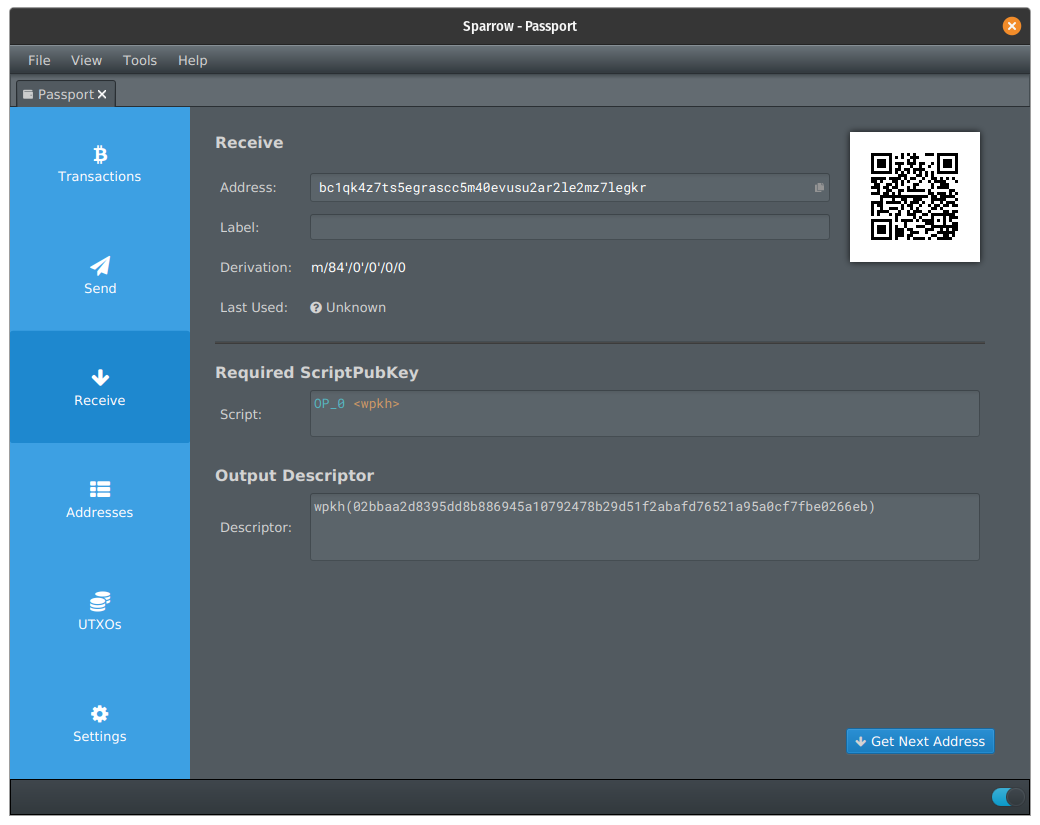 Sparrow - Passport
File View Tools Help
Passport
Transactions
Send
Receive
Addresses
UTXOs
Settings
Receive
Address: bc1qk4z7ts5egrascc5m40evusu2ar2le2mz7legkr
Label:
Derivation: m/84'/0'/0'/0/0
Last Used: Unknown
Required ScriptPubKey
Script: OP_0 <wpkh>
Output Descriptor
Descriptor: wpkh(02bbaa2d8395dd8b886945a10792478b29d51f2abafd76521a95a0cf7fbe0266eb)
Get Next Address